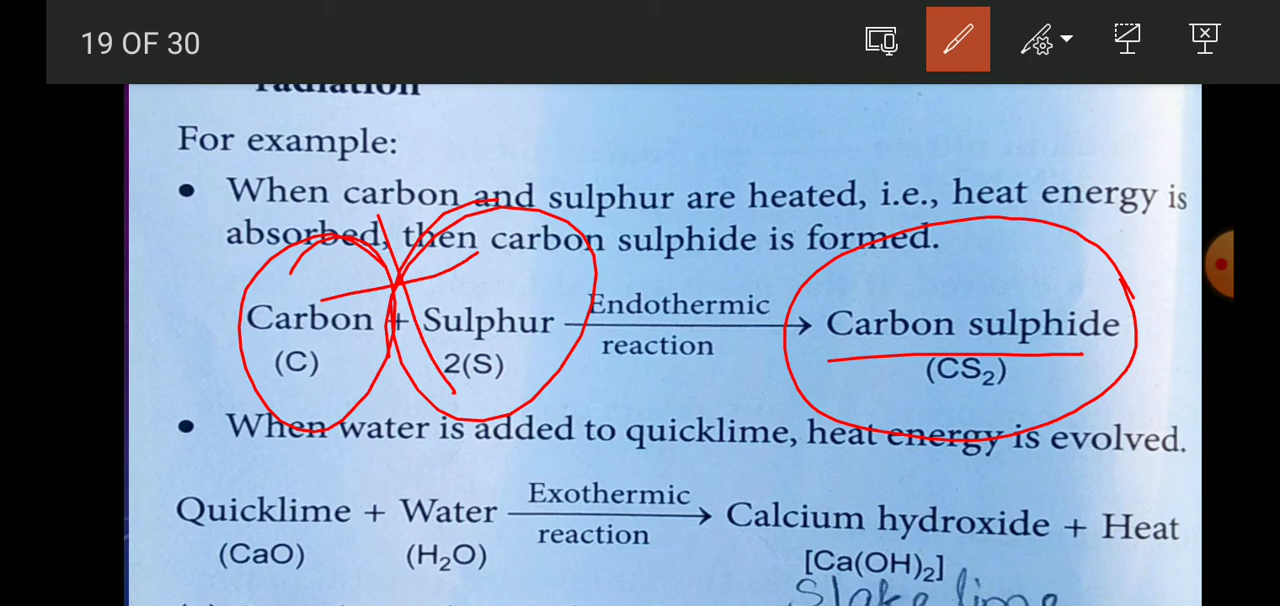 19 OF 30
radiation
For example:
• When carbon and sulphur are heated, i.e., heat energy is
absorbed, then carbon sulphide is formed.
Carbon + Sulphur Endothermic reaction → Carbon sulphide
(C) 2(S) (CS₂)
• When water is added to quicklime, heat energy is evolved.
Quicklime + Water Exothermic reaction → Calcium hydroxide + Heat
(CaO) (H₂O) [Ca(OH)₂]
Slake lime